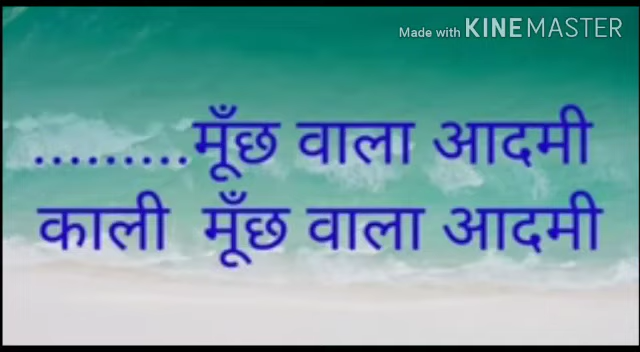 Made with KINEMASTER
.........मूँछ वाला आदमी
काली मूँछ वाला आदमी